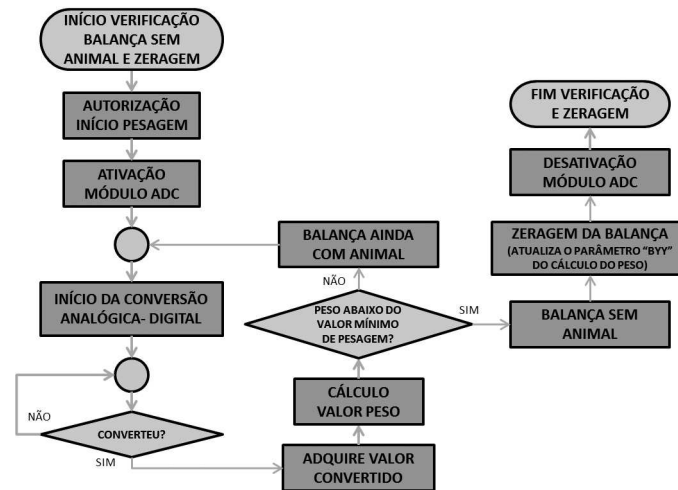 INÍCIO VERIFICAÇÃO
BALANÇA SEM
ANIMAL E ZERAGEM
AUTORIZAÇÃO
INÍCIO PESAGEM
ATIVAÇÃO
MÓDULO ADC
INÍCIO DA CONVERSÃO
ANALÓGICA- DIGITAL
CONVERTEU?
NÃO
SIM
ADQUIRE VALOR
CONVERTIDO
CÁLCULO
VALOR PESO
PESO ABAIXO DO
VALOR MÍNIMO
DE PESAGEM?
NÃO
BALANÇA AINDA
COM ANIMAL
SIM
BALANÇA SEM
ANIMAL
ZERAGEM DA BALANÇA
(ATUALIZA O PARÂMETRO “BYY”
DO CÁLCULO DO PESO)
DESATIVAÇÃO
MÓDULO ADC
FIM VERIFICAÇÃO
E ZERAGEM